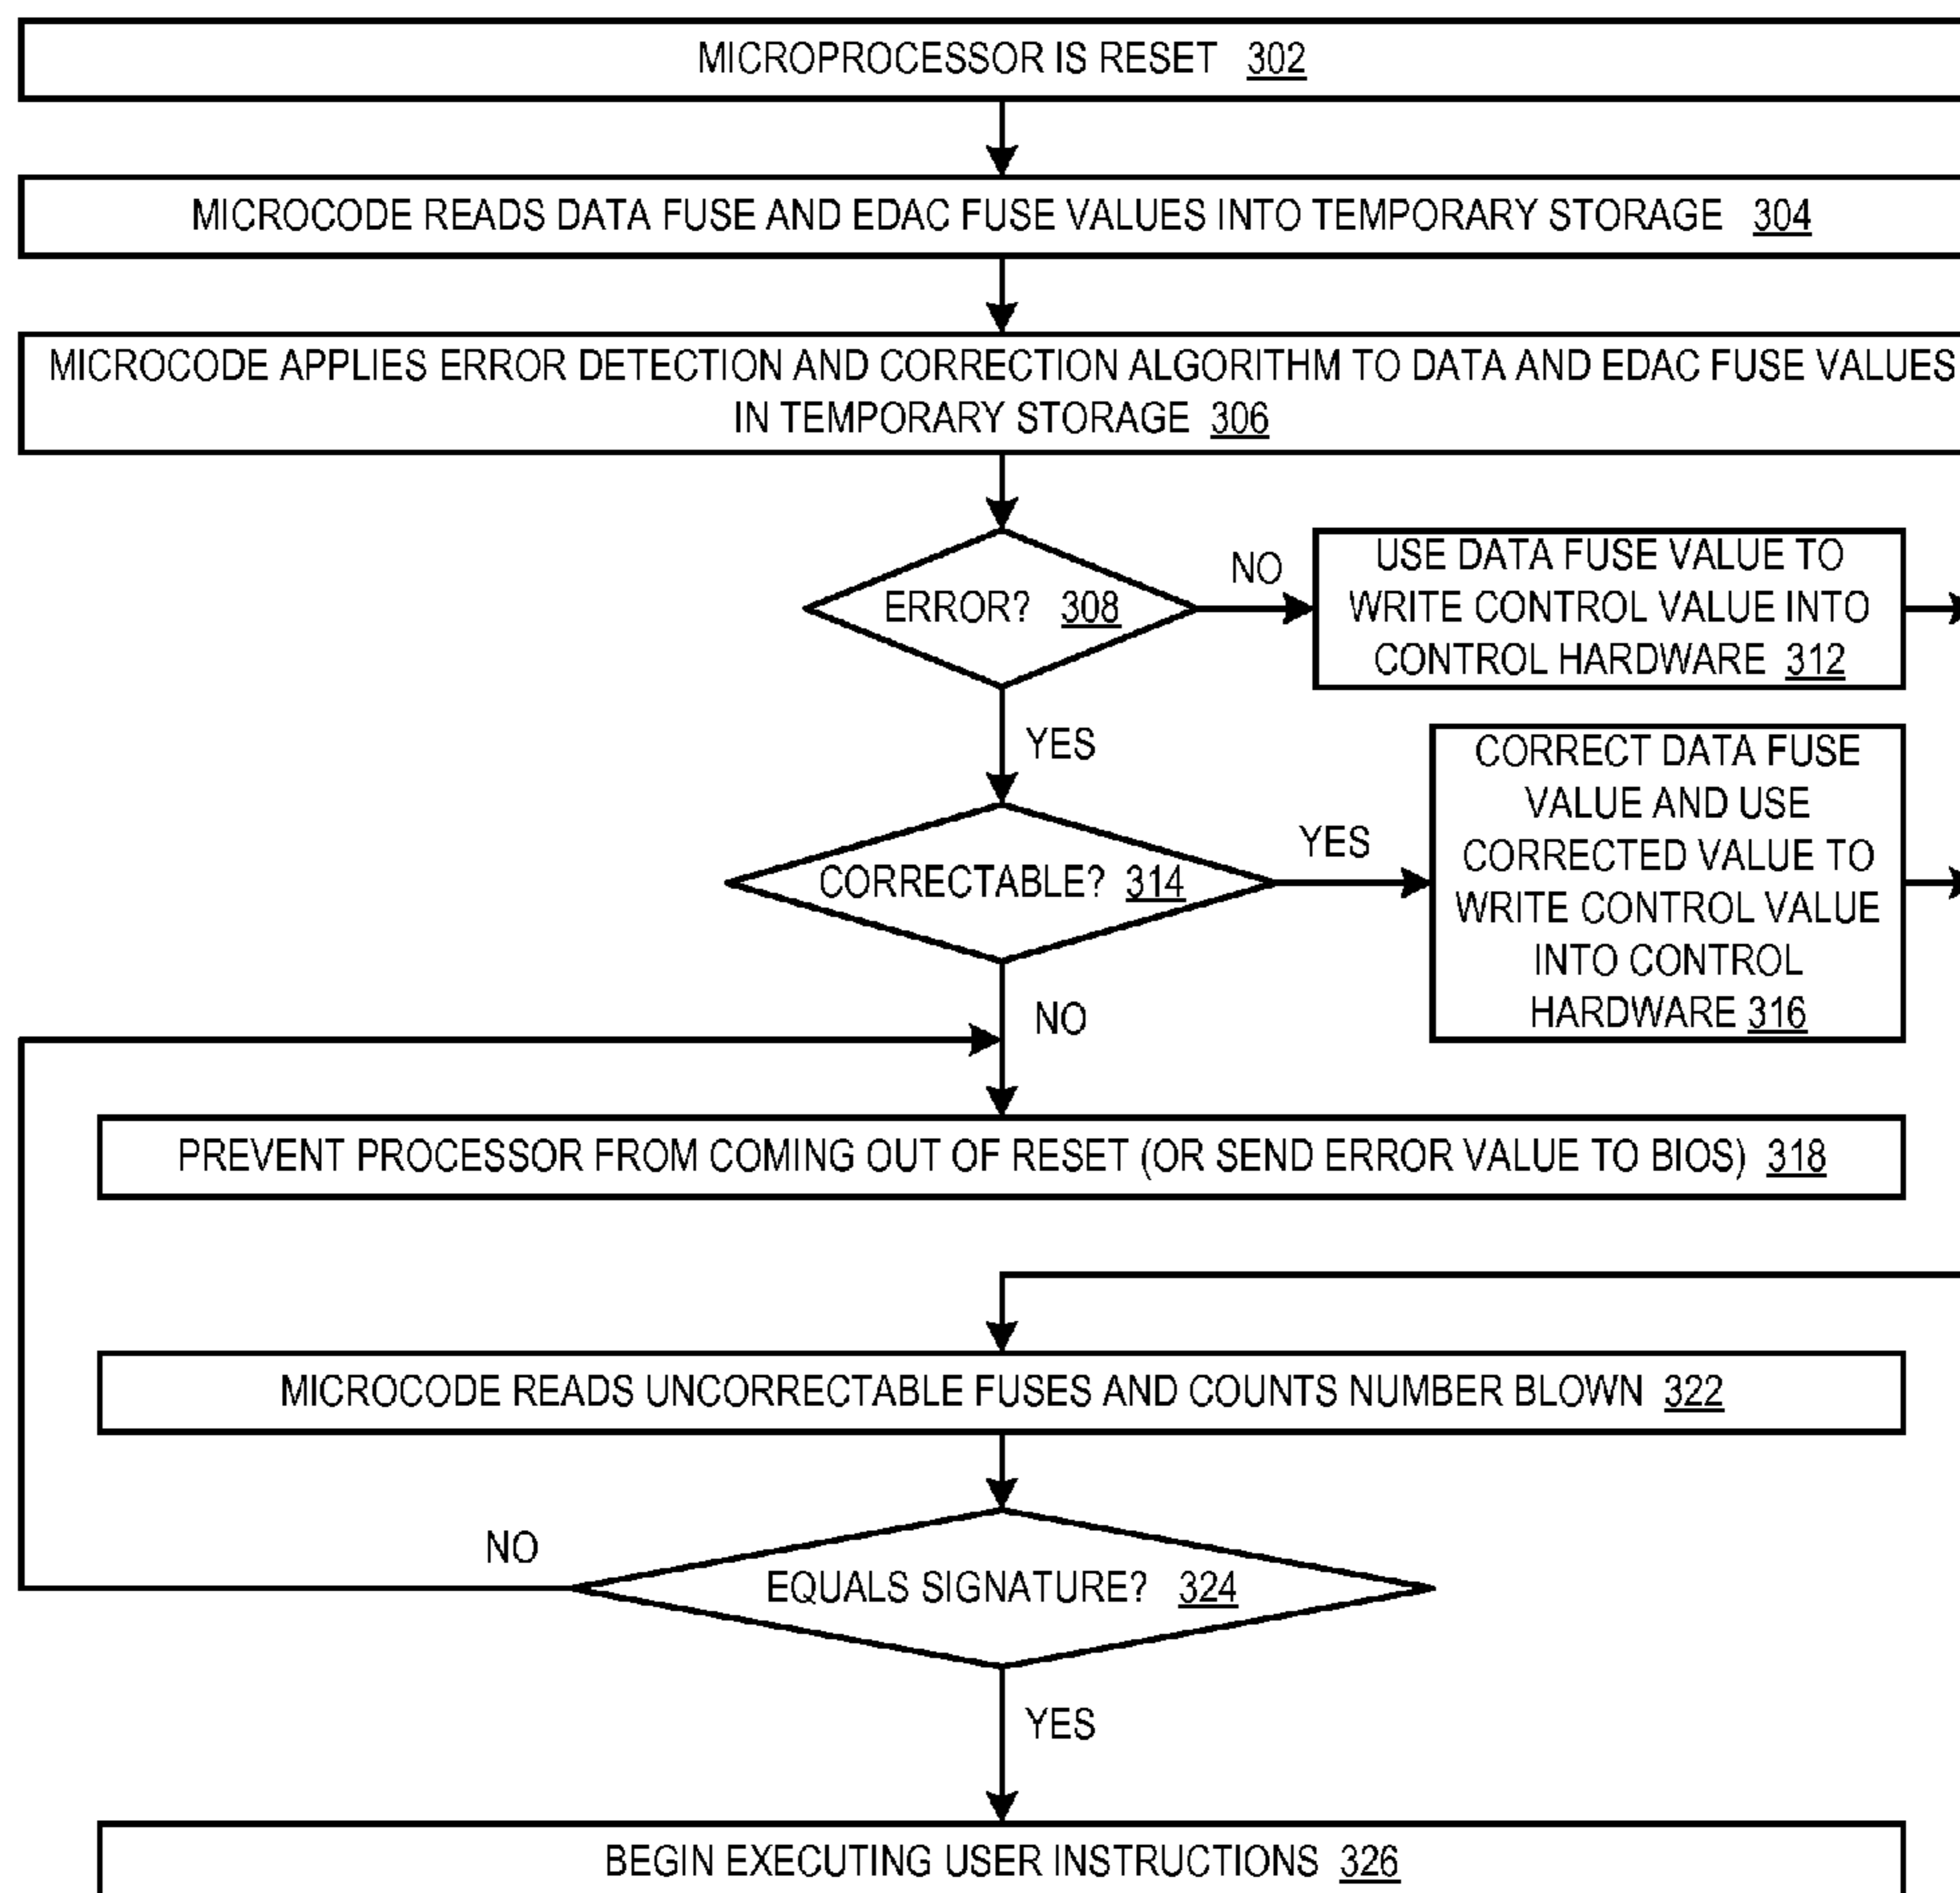 MICROPROCESSOR IS RESET 302
MICROCODE READS DATA FUSE AND EDAC FUSE VALUES INTO TEMPORARY STORAGE 304
MICROCODE APPLIES ERROR DETECTION AND CORRECTION ALGORITHM TO DATA AND EDAC FUSE VALUES
IN TEMPORARY STORAGE 306
ERROR? 308
NO
USE DATA FUSE VALUE TO
WRITE CONTROL VALUE INTO
CONTROL HARDWARE 312
YES
CORRECTABLE? 314
YES
CORRECT DATA FUSE
VALUE AND USE
CORRECTED VALUE TO
WRITE CONTROL VALUE
INTO CONTROL
HARDWARE 316
NO
PREVENT PROCESSOR FROM COMING OUT OF RESET (OR SEND ERROR VALUE TO BIOS) 318
MICROCODE READS UNCORRECTABLE FUSES AND COUNTS NUMBER BLOWN 322
NO
EQUALS SIGNATURE? 324
YES
BEGIN EXECUTING USER INSTRUCTIONS 326